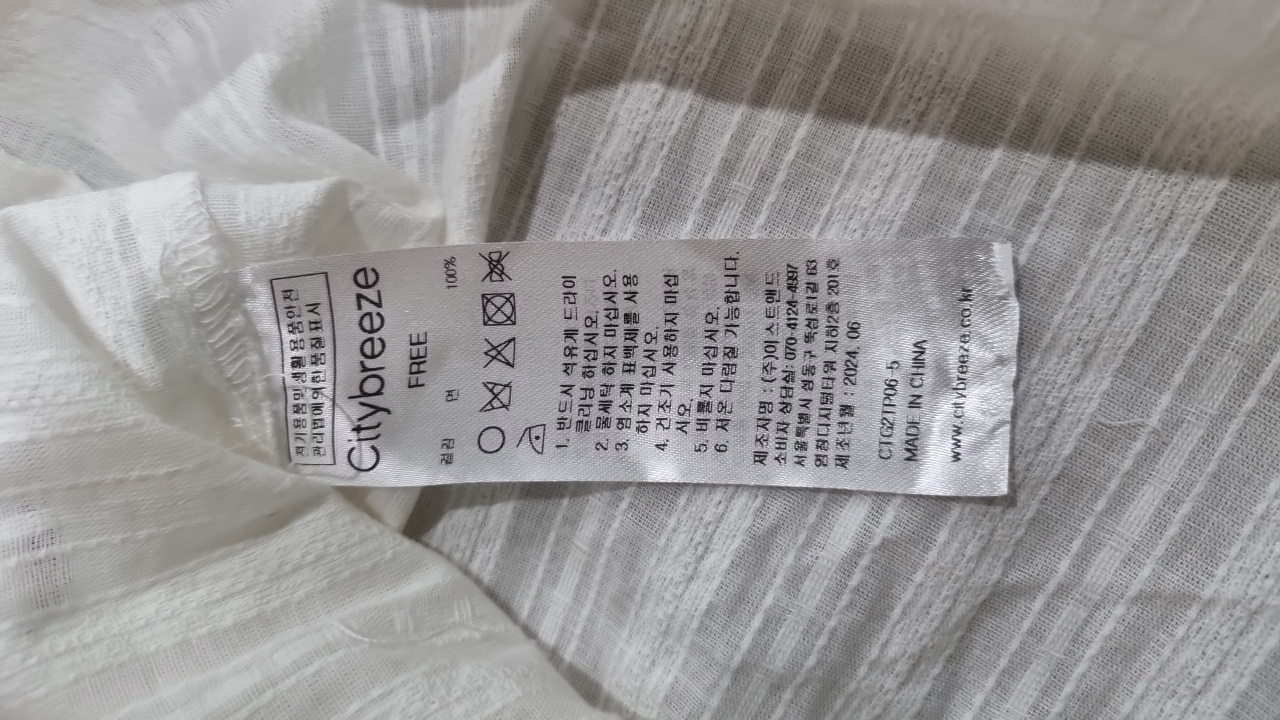 전기용품및생활용품안전
관리법에의한품질표시
Citybreeze
FREE
겉감 면 100%
1. 반드시 석유계 드라이
클리닝 하십시오.
2. 물세탁 하지 마십시오.
3. 염소계 표백제를 사용
하지 마십시오.
4. 건조기 사용하지 마십
시오.
5. 비틀지 마십시오.
6. 저온 다림질 가능합니다.
제조자명 : (주)이스트엔드
소비자 상담실: 070-4124-4997
서울특별시 성동구 뚝섬로1길 63
영창디지털타워 지하2층 201호
제조년월 : 2024. 06
CTG2TP06-5
MADE IN CHINA
www.citybreeze.co.kr